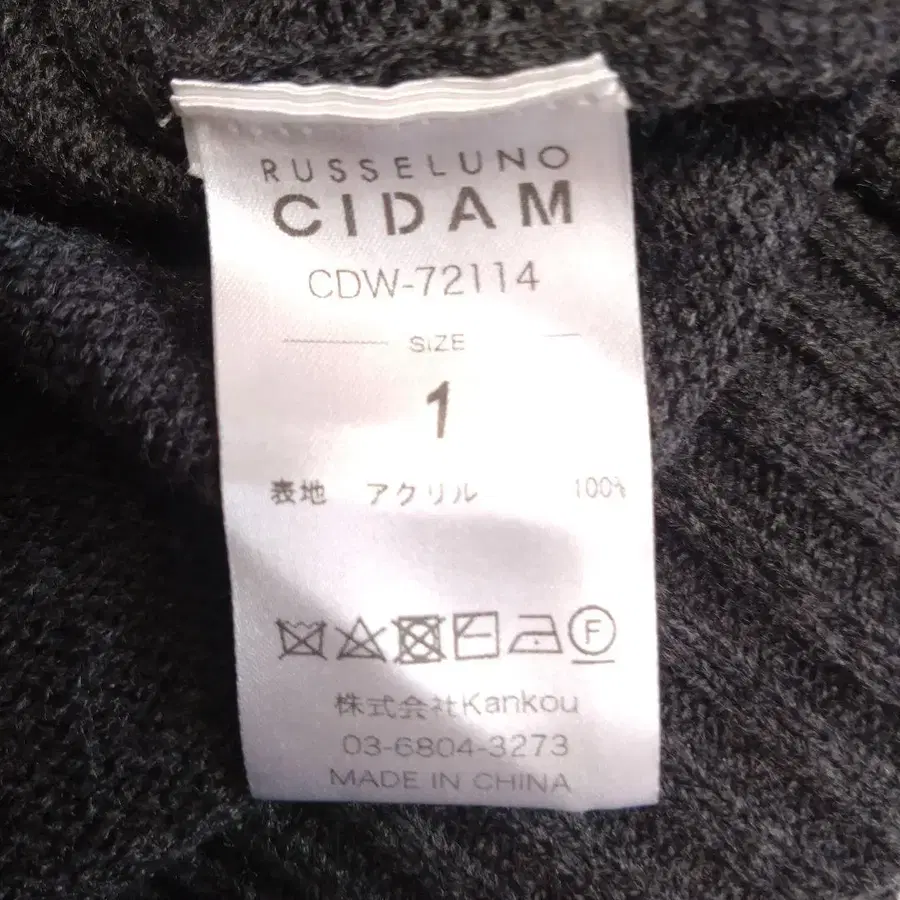 RUSSELUNO
CIDAM
CDW-72114
SIZE
1
表地 アクリル 100%
F
株式会社Kankou
03-6804-3273
MADE IN CHINA